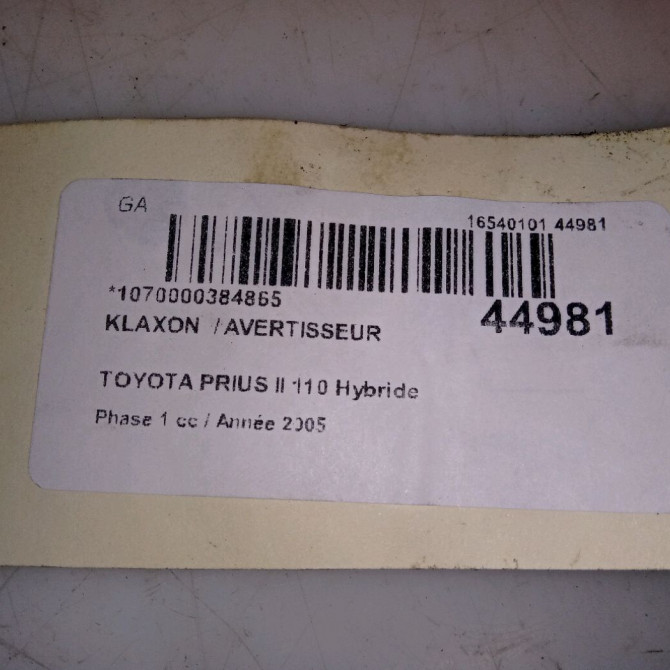 GA
16540101 44981
*1070000384865
44981
KLAXON /AVERTISSEUR
TOYOTA PRIUS II 110 Hybride
Phase 1 cc / Année 2005